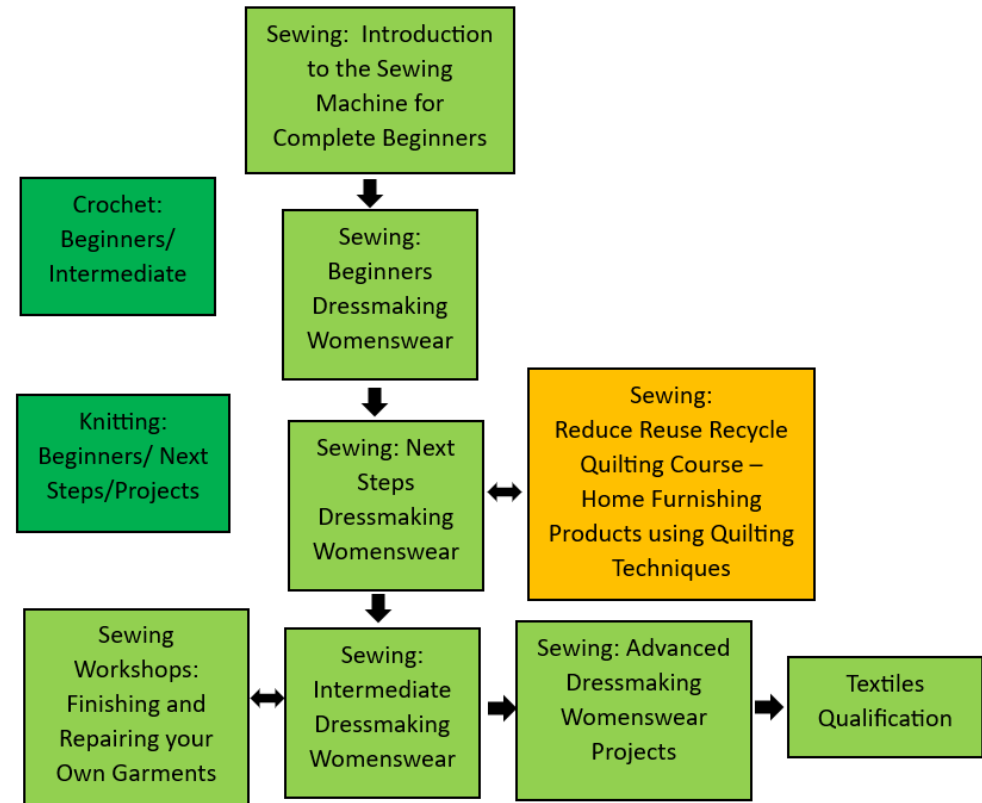 Sewing:  Introduction
to the Sewing
Machine for
Complete Beginners
Crochet:
Beginners/
Intermediate
Sewing:
Beginners
Dressmaking
Womenswear
Knitting:
Beginners/ Next
Steps/Projects
Sewing: Next
Steps
Dressmaking
Womenswear
Sewing:
Reduce Reuse Recycle
Quilting Course –
Home Furnishing
Products using Quilting
Techniques
Sewing
Workshops:
Finishing and
Repairing your
Own Garments
Sewing:
Intermediate
Dressmaking
Womenswear
Sewing: Advanced
Dressmaking
Womenswear
Projects
Textiles
Qualification